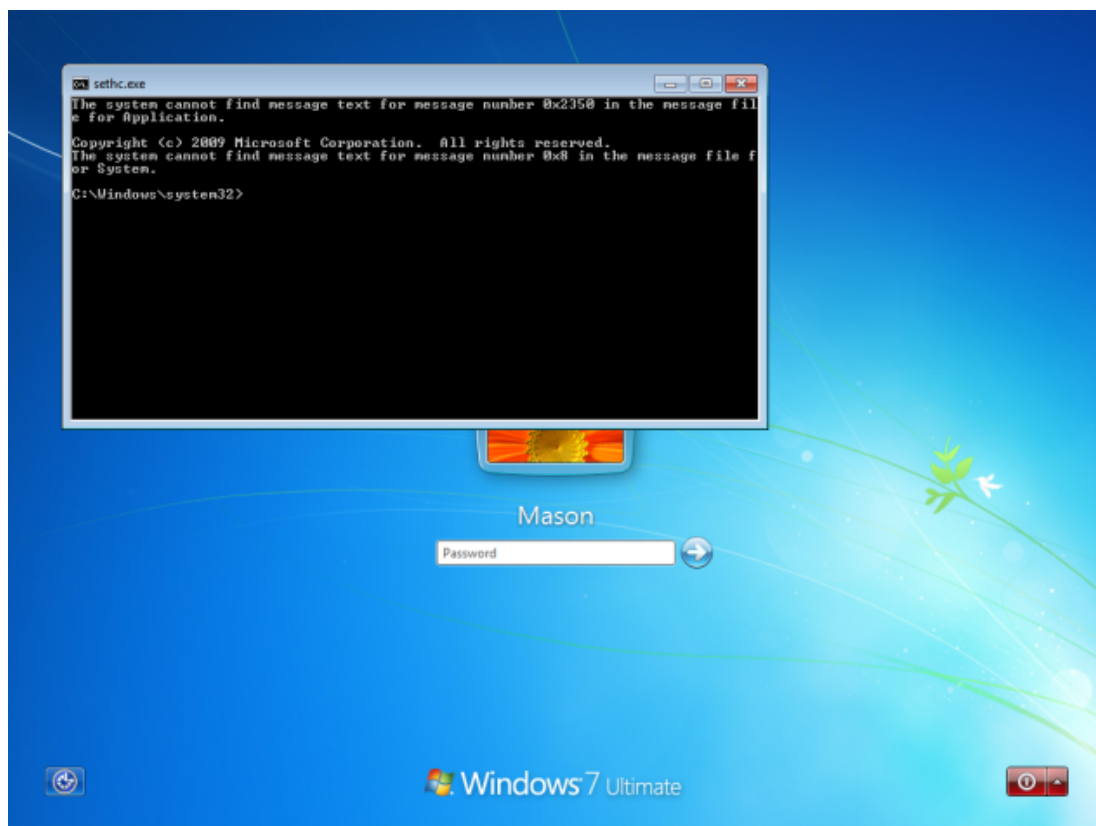 sethc.exe
The system cannot find message text for message number 0x2350 in the message fil
e for Application.
Copyright (c) 2009 Microsoft Corporation.  All rights reserved.
The system cannot find message text for message number 0x8 in the message file f
or System.
C:\Windows\system32>
Mason
Password
Windows 7 Ultimate